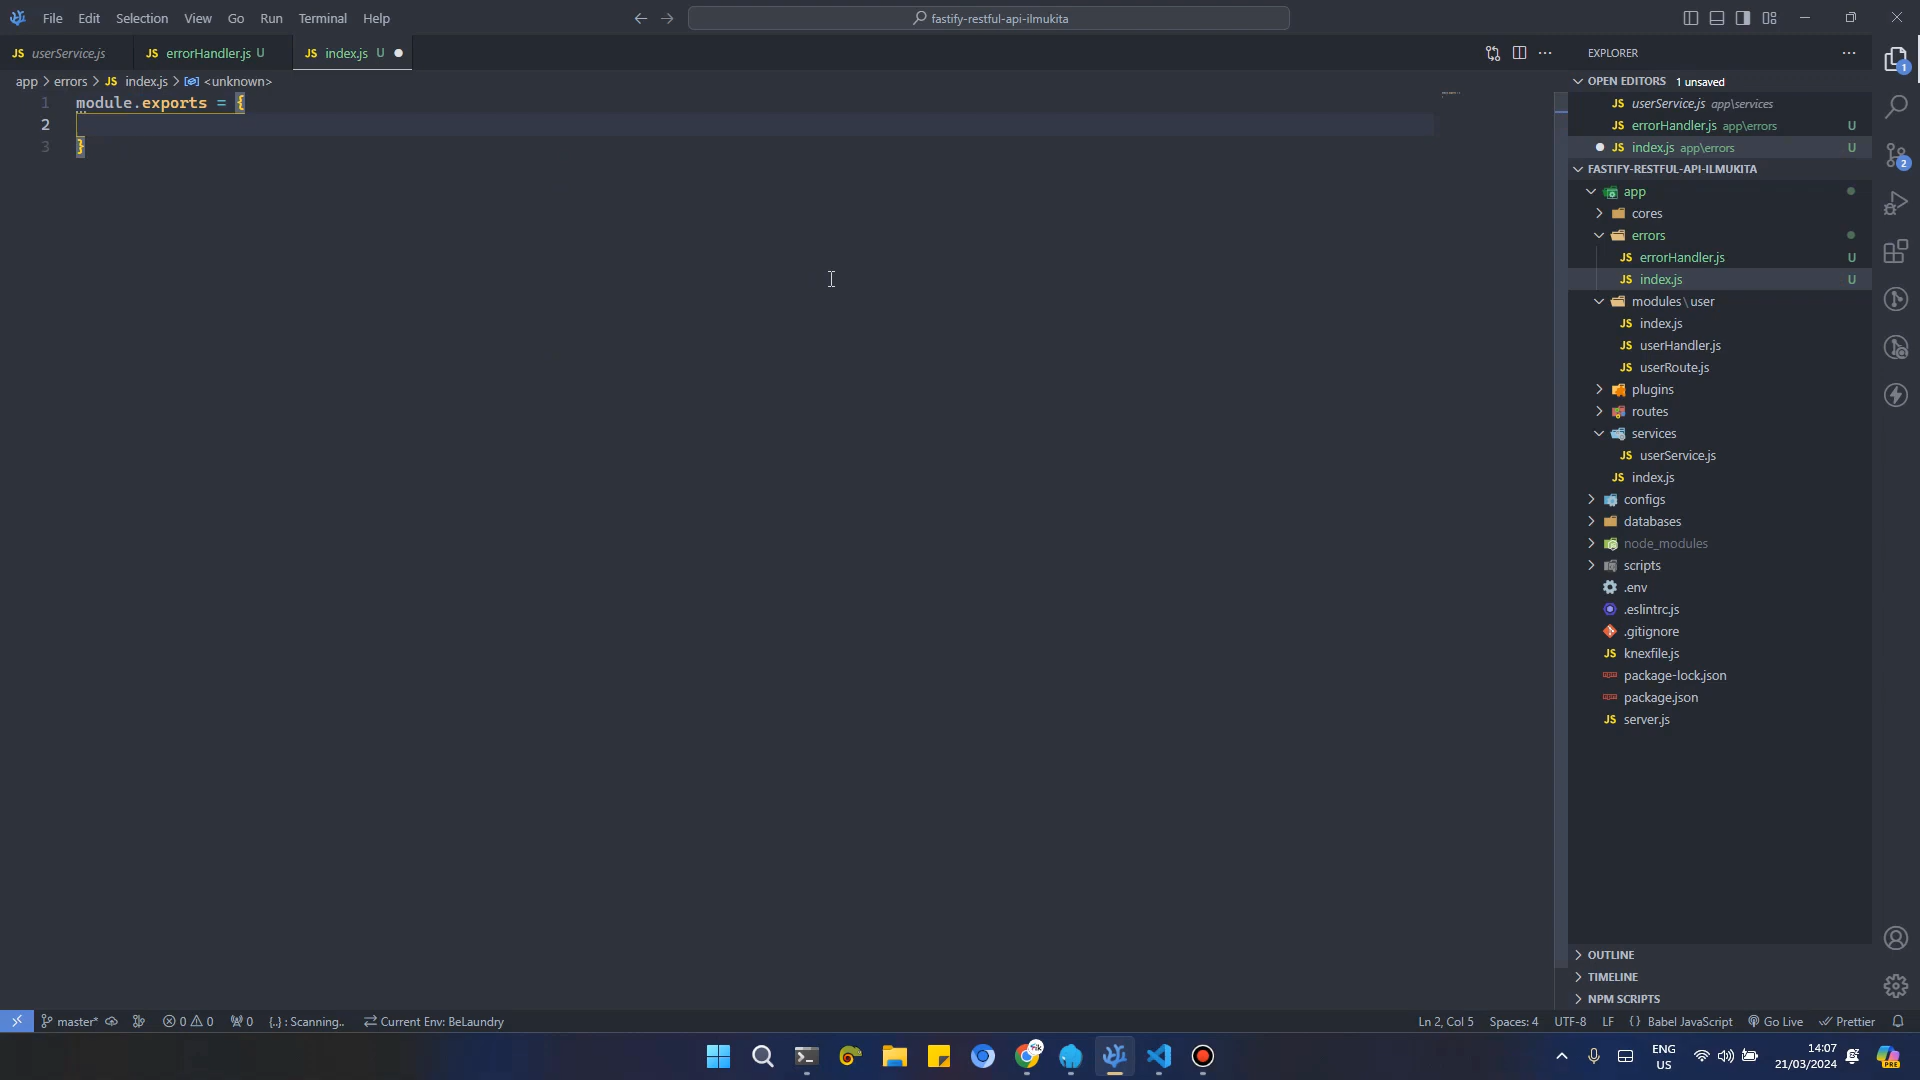 File Edit Selection View Go Run Terminal Help
fastify-restful-api-ilmukita
JS userService.js
JS errorHandler.js U
JS index.js U
app > errors > JS index.js > <unknown>
1 module.exports = {
2
3 }
EXPLORER
OPEN EDITORS 1 unsaved
JS userService.js app\services
JS errorHandler.js app\errors U
JS index.js app\errors U
FASTIFY-RESTFUL-API-ILMUKITA
app
cores
errors
JS errorHandler.js U
JS index.js U
modules \ user
JS index.js
JS userHandler.js
JS userRoute.js
plugins
routes
services
JS userService.js
JS index.js
configs
databases
node_modules
scripts
.env
.eslintrc.js
.gitignore
JS knexfile.js
package-lock.json
package.json
JS server.js
OUTLINE
TIMELINE
NPM SCRIPTS
1
2
master* 0 0 0 {..} : Scanning.. Current Env: BeLaundry
Ln 2, Col 5 Spaces: 4 UTF-8 LF {} Babel JavaScript Go Live Prettier
ENG
US
14:07
21/03/2024
PRE